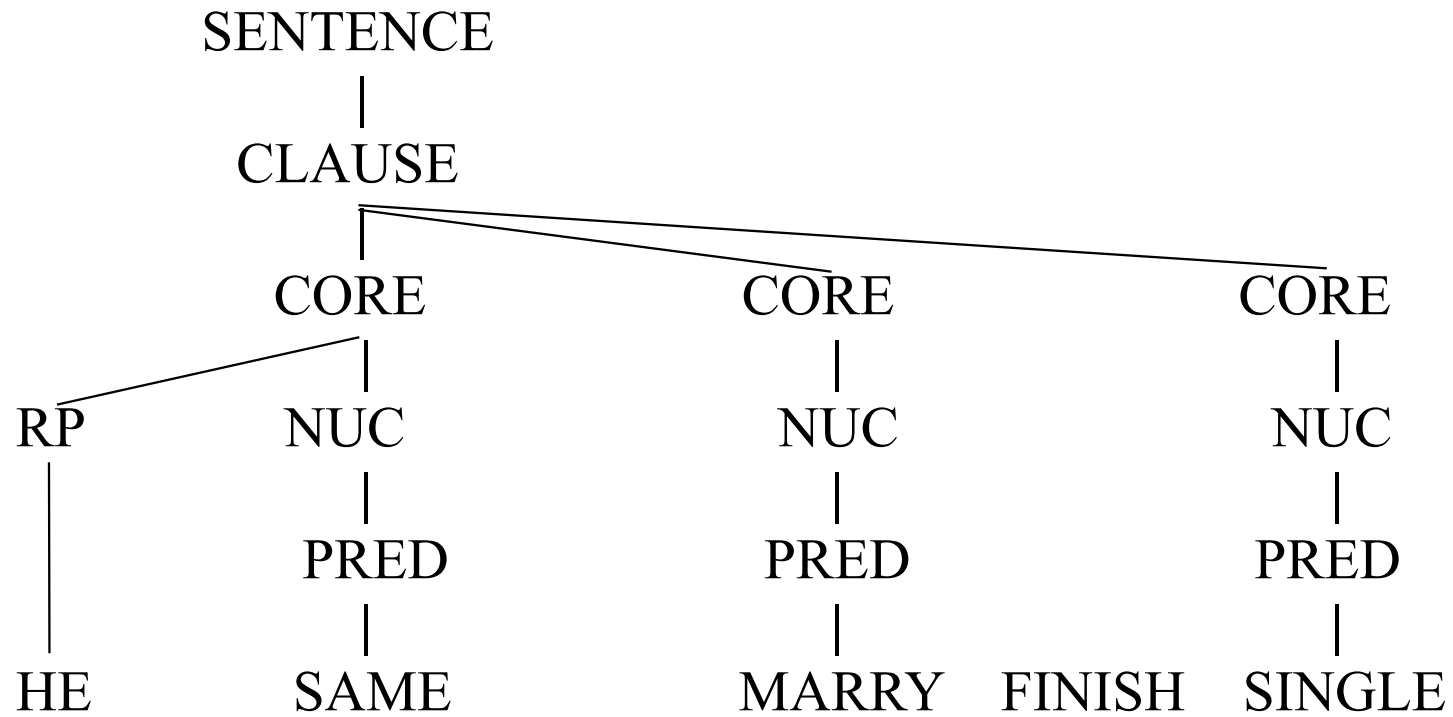 SENTENCE
CLAUSE
CORE CORE CORE
RP NUC NUC NUC
PRED PRED PRED
HE SAME MARRY FINISH SINGLE